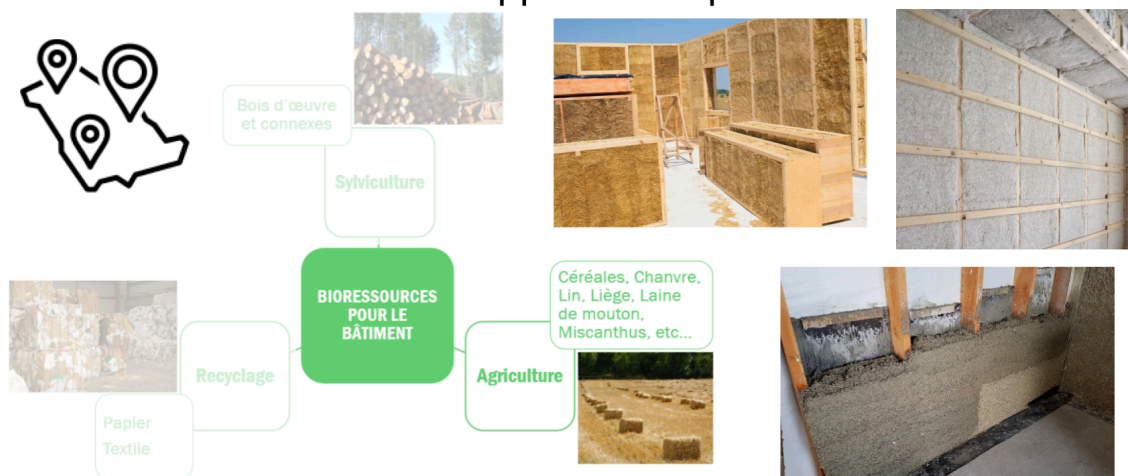 Bois d'œuvre
et connexes
Sylviculture
BIORESSOURCES
POUR LE
BÂTIMENT
Céréales, Chanvre,
Lin, Liège, Laine
de mouton,
Miscanthus, etc...
Agriculture
Recyclage
Papier
Textile